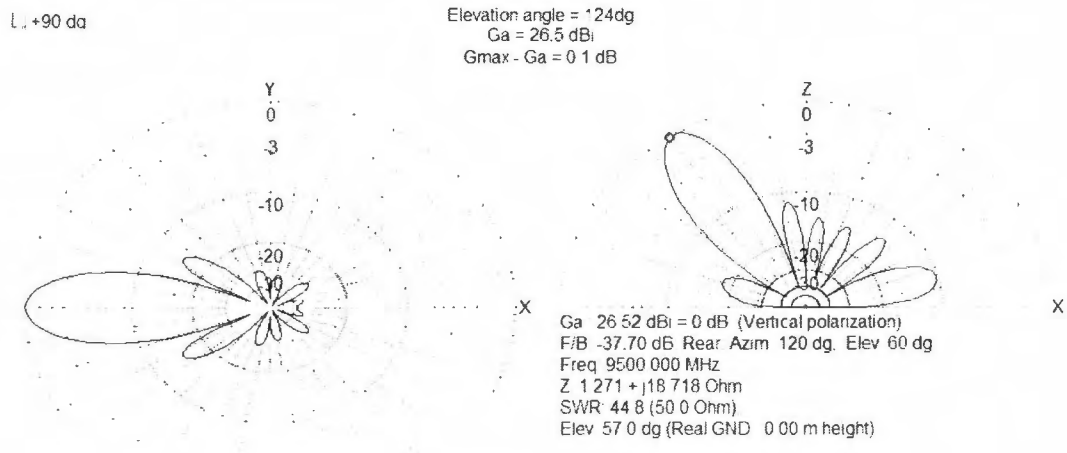 +90 dg
Elevation angle = 124dg
Ga = 26.5 dBi
Gmax - Ga = 0 1 dB
Y
0
-3
-10
-20
-30
X
Z
0
-3
-10
-20
-30
X
Ga 26 52 dBi = 0 dB (Vertical polarization)
F/B -37.70 dB Rear Azim 120 dg, Elev 60 dg
Freq 9500 000 MHz
Z 1 271 + j18 718 Ohm
SWR 44 8 (50 0 Ohm)
Elev 57 0 dg (Real GND 0 00 m height)